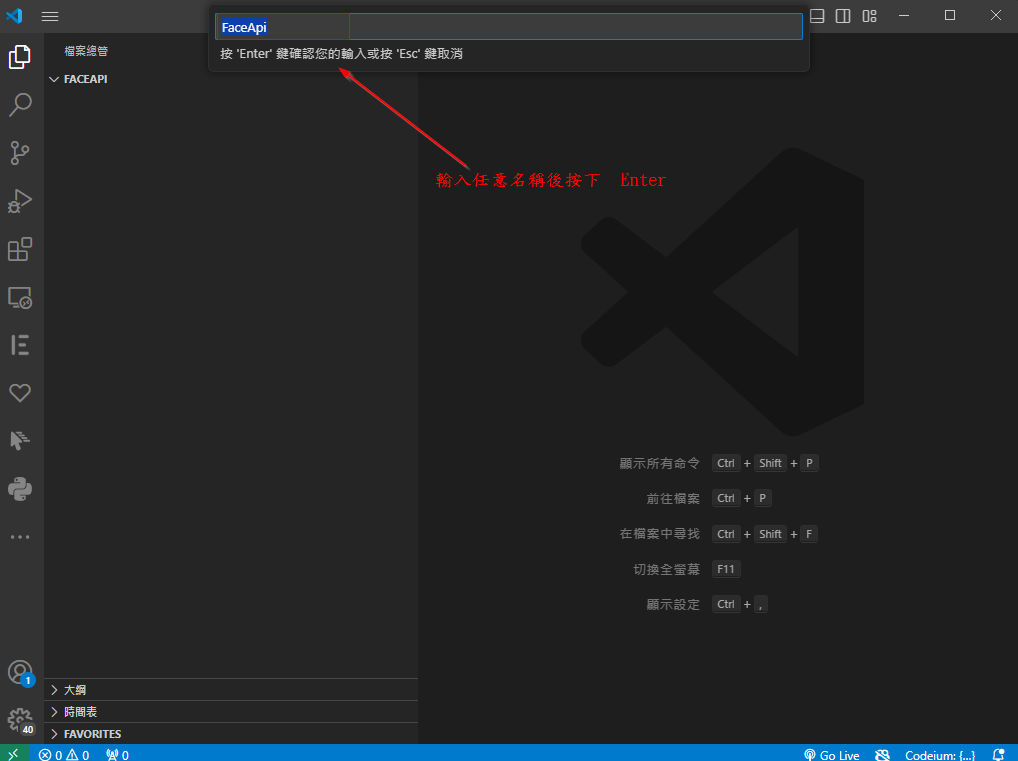 FaceApi
按 'Enter' 鍵確認您的輸入或按 'Esc' 鍵取消
檔案總管
FACEAPI
輸入任意名稱後按下 Enter
顯示所有命令 Ctrl + Shift + P
前往檔案 Ctrl + P
在檔案中尋找 Ctrl + Shift + F
切換全螢幕 F11
顯示設定 Ctrl + ,
1
40
大綱
時間表
FAVORITES
0 0 0 Go Live Codeium: {...}